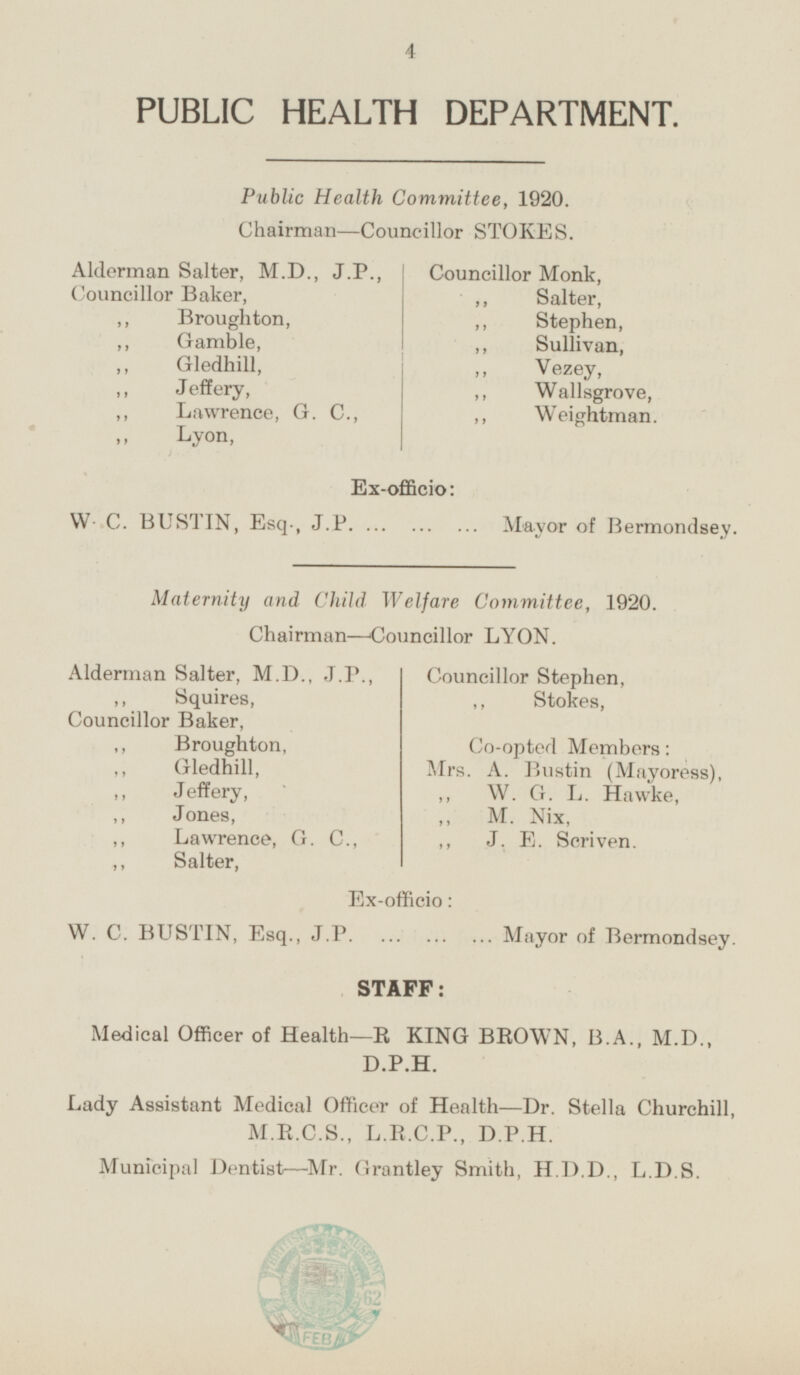 4
PUBLIC HEALTH DEPARTMENT.
Public Health Committee, 1920.
Chairman—Councillor STOKES.
Alderman Salter, M.D., J.P.,
Councillor Baker,
,, Broughton,
,, Gamble,
,, Gledhill,
,, Jeffery,
,, Lawrence, G. C.,
,, Lyon,
Councillor Monk,
,, Salter,
,, Stephen,
,, Sullivan,
,, Vezey,
,, Wallsgrove,
,, Weightman.
Ex-officio:
W. C. BUSTIN, Esq., J.P. ... ... ... Mayor of Bermondsey.
Maternity and Child Welfare Committee, 1920.
Chairman—Councillor LYON.
Alderman Salter, M.D., J.P.,
,, Squires,
Councillor Baker,
,, Broughton,
,, Gledhill,
,, Jeffery,
,, Jones,
,, Lawrence, G. C.,
,, Salter,
Councillor Stephen,
,, Stokes,
Co-opted Members:
Mrs. A. Bustin (Mayoress),
,, W. G. L. Hawke,
,, M. Nix,
,, J. E. Scriven.
Ex-officio:
W. C. BUSTIN, Esq., J.P. ... ... ... Mayor of Bermondsey.
STAFF:
Medical Officer of Health—R KING BROWN, B.A., M.D.,
D.P.H.
Lady Assistant Medical Officer of Health—Dr. Stella Churchill,
M.R.C.S., L.R.C.P., D.P.H.
Municipal Dentist—Mr. Grantley Smith, H.D.D., L.D.S.
62
FEB